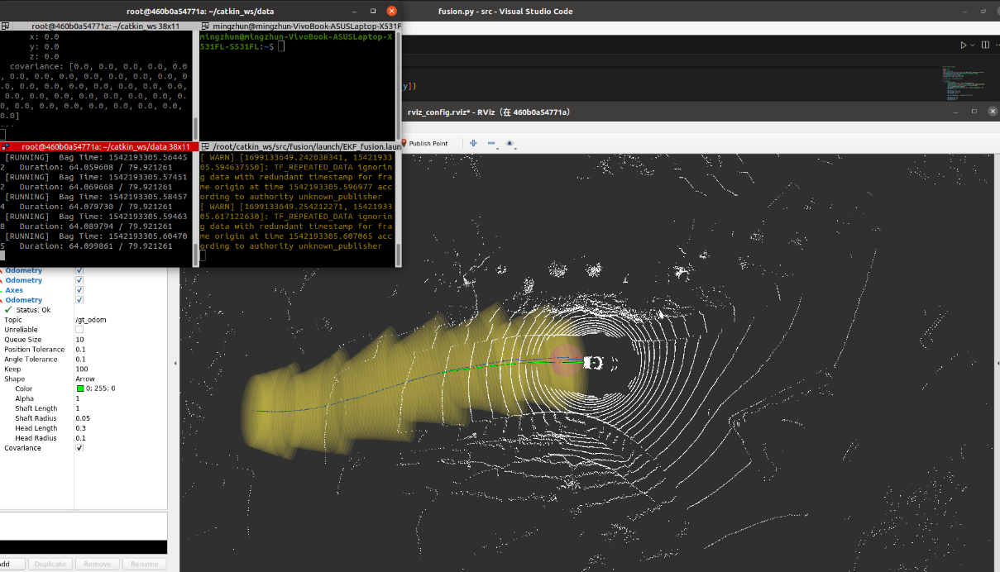 root@460b0a54771a: ~/catkin_ws/data
fusion.py - src - Visual Studio Code
root@460b0a54771a: ~/catkin_ws 38x11
x: 0.0
y: 0.0
z: 0.0
covariance: [0.0, 0.0, 0.0, 0.0, 0.0
, 0.0, 0.0, 0.0, 0.0, 0.0, 0.0, 0.0, 0.
0, 0.0, 0.0, 0.0, 0.0, 0.0, 0.0, 0.0,
0.0, 0.0, 0.0, 0.0, 0.0, 0.0, 0.0, 0.
0, 0.0, 0.0, 0.0, 0.0, 0.0, 0.0, 0.0,
0.0]
---
mingzhun@mingzhun-VivoBook-ASUSLaptop-X531F
mingzhun@mingzhun-VivoBook-ASUSLaptop-X
531FL-S531FL:~$
y])
rviz_config.rviz* - RViz（在 460b0a54771a）
Publish Point
root@460b0a54771a: ~/catkin_ws/data 38x11
[RUNNING] Bag Time: 1542193305.56445
2 Duration: 64.059608 / 79.921261
[RUNNING] Bag Time: 1542193305.57451
2 Duration: 64.069668 / 79.921261
[RUNNING] Bag Time: 1542193305.58457
4 Duration: 64.079730 / 79.921261
[RUNNING] Bag Time: 1542193305.59463
8 Duration: 64.089794 / 79.921261
[RUNNING] Bag Time: 1542193305.60470
5 Duration: 64.099861 / 79.921261
/root/catkin_ws/src/fusion/launch/EKF_fusion.laun
[ WARN] [1699133649.242038341, 15421933
05.594637550]: TF_REPEATED_DATA ignorin
g data with redundant timestamp for fra
me origin at time 1542193305.596977 acc
ording to authority unknown_publisher
[ WARN] [1699133649.254212271, 15421933
05.617122630]: TF_REPEATED_DATA ignorin
g data with redundant timestamp for fra
me origin at time 1542193305.607065 acc
ording to authority unknown_publisher
Odometry
Odometry
Axes
Odometry
Status: Ok
Topic /gt_odom
Unreliable
Queue Size 10
Position Tolerance 0.1
Angle Tolerance 0.1
Keep 100
Shape Arrow
Color 0; 255; 0
Alpha 1
Shaft Length 1
Shaft Radius 0.05
Head Length 0.3
Head Radius 0.1
Covariance
dd Duplicate Remove Rename